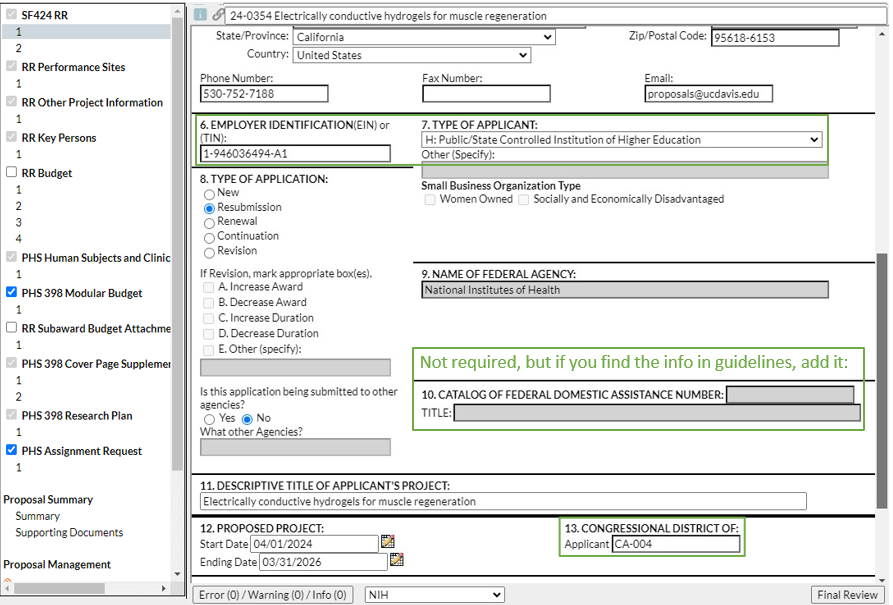 SF424 RR
1
2
RR Performance Sites
1
RR Other Project Information
1
RR Key Persons
1
RR Budget
1
2
3
4
PHS Human Subjects and Clinic
1
PHS 398 Modular Budget
1
RR Subaward Budget Attachme
1
PHS 398 Cover Page Supplemen
1
2
PHS 398 Research Plan
1
PHS Assignment Request
1
Proposal Summary
Summary
Supporting Documents
Proposal Management
24-0354 Electrically conductive hydrogels for muscle regeneration
State/Province: California Zip/Postal Code: 95618-6153
Country: United States
Phone Number: Fax Number: Email:
530-752-7188 proposals@ucdavis.edu
6. EMPLOYER IDENTIFICATION(EIN) or
(TIN):
1-946036494-A1
7. TYPE OF APPLICANT:
H: Public/State Controlled Institution of Higher Education
Other (Specify):
Small Business Organization Type
Women Owned Socially and Economically Disadvantaged
8. TYPE OF APPLICATION:
New
Resubmission
Renewal
Continuation
Revision
If Revision, mark appropriate box(es).
A. Increase Award
B. Decrease Award
C. Increase Duration
D. Decrease Duration
E. Other (specify):
Is this application being submitted to other
agencies?
Yes No
What other Agencies?
9. NAME OF FEDERAL AGENCY:
National Institutes of Health
Not required, but if you find the info in guidelines, add it:
10. CATALOG OF FEDERAL DOMESTIC ASSISTANCE NUMBER:
TITLE:
11. DESCRIPTIVE TITLE OF APPLICANT'S PROJECT:
Electrically conductive hydrogels for muscle regeneration
12. PROPOSED PROJECT:
Start Date 04/01/2024
Ending Date 03/31/2026
13. CONGRESSIONAL DISTRICT OF:
Applicant CA-004
Error (0) / Warning (0) / Info (0) NIH Final Review